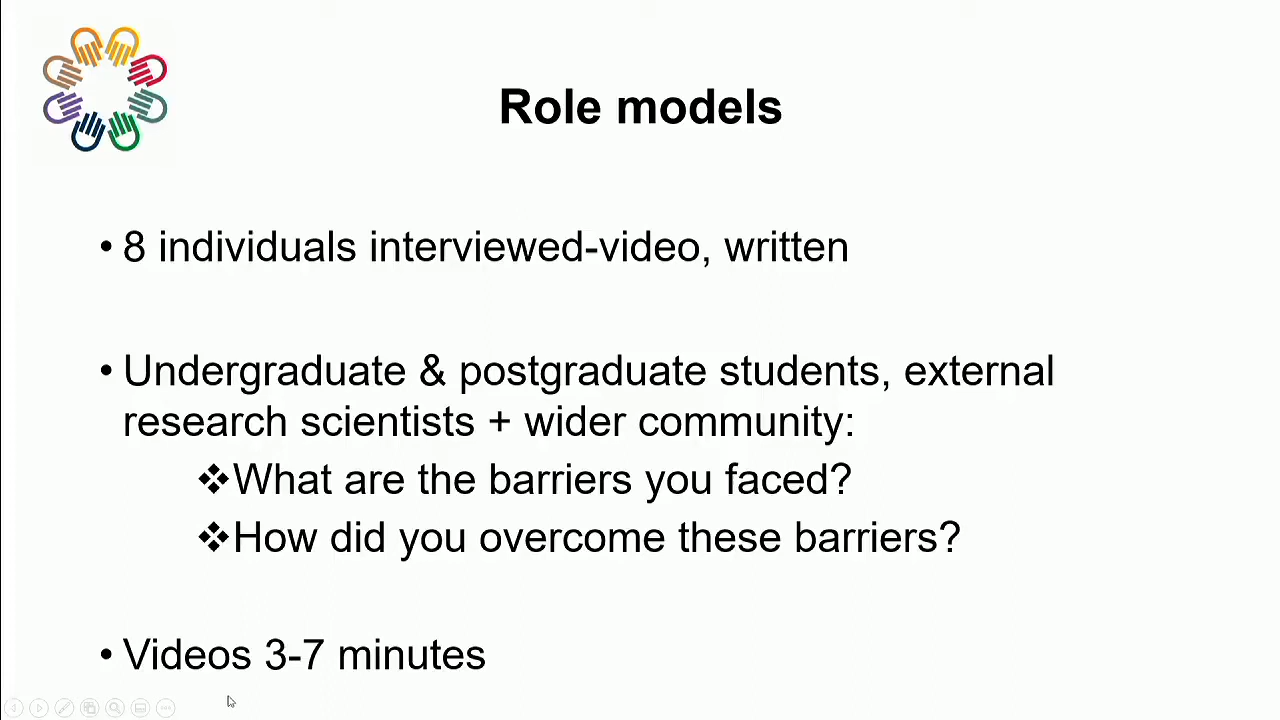 Role models
• 8 individuals interviewed-video, written
• Undergraduate & postgraduate students, external
research scientists + wider community:
❖What are the barriers you faced?
❖How did you overcome these barriers?
• Videos 3-7 minutes